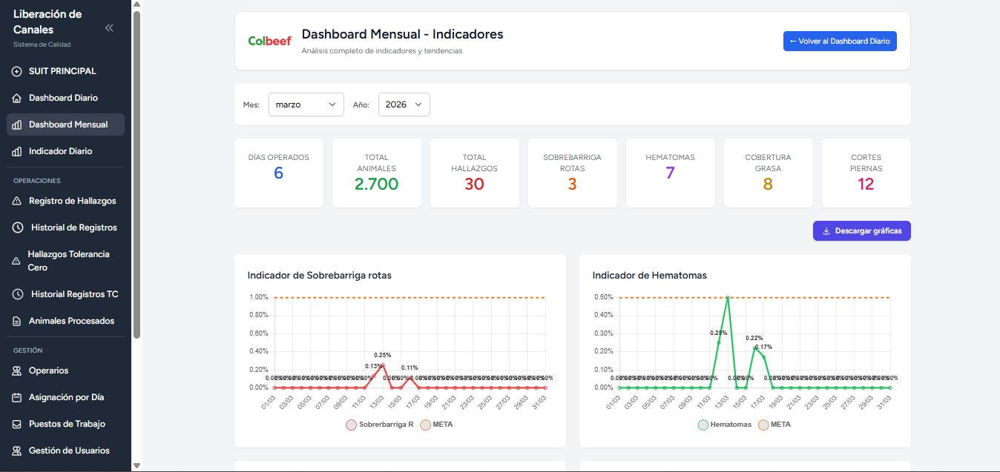 Liberación de
Canales
Sistema de Calidad
SUIT PRINCIPAL
Dashboard Diario
Dashboard Mensual
Indicador Diario
OPERACIONES
Registro de Hallazgos
Historial de Registros
Hallazgos Tolerancia
Cero
Historial Registros TC
Animales Procesados
GESTIÓN
Operarios
Asignación por Día
Puestos de Trabajo
Gestión de Usuarios
Colbeef
Dashboard Mensual - Indicadores
Análisis completo de indicadores y tendencias
← Volver al Dashboard Diario
Mes:
marzo
Año:
2026
DÍAS OPERADOS
6
TOTAL
ANIMALES
2.700
TOTAL
HALLAZGOS
30
SOBREBARRIGA
ROTAS
3
HEMATOMAS
7
COBERTURA
GRASA
8
CORTES
PIERNAS
12
Descargar gráficas
Indicador de Sobrebarriga rotas
1.00%
0.80%
0.60%
0.40%
0.20%
0.00%
0.13%
0.25%
0.11%
01/03
03/03
05/03
07/03
09/03
11/03
13/03
15/03
17/03
19/03
21/03
23/03
25/03
27/03
29/03
31/03
Sobrerbarriga R
META
Indicador de Hematomas
0.50%
0.40%
0.30%
0.20%
0.10%
0.00%
0.25%
0.22%
0.17%
01/03
03/03
05/03
07/03
09/03
11/03
13/03
15/03
17/03
19/03
21/03
23/03
25/03
27/03
29/03
31/03
Hematomas
META